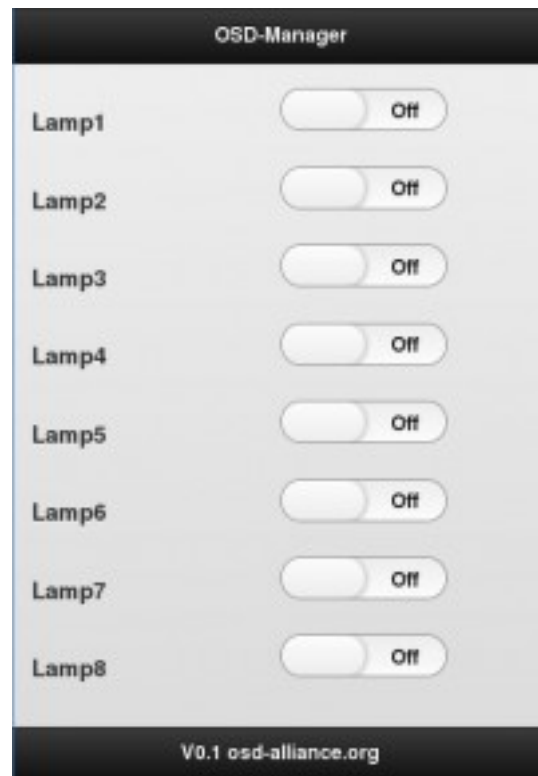 OSD-Manager
Lamp1 Off
Lamp2 Off
Lamp3 Off
Lamp4 Off
Lamp5 Off
Lamp6 Off
Lamp7 Off
Lamp8 Off
V0.1 osd-alliance.org